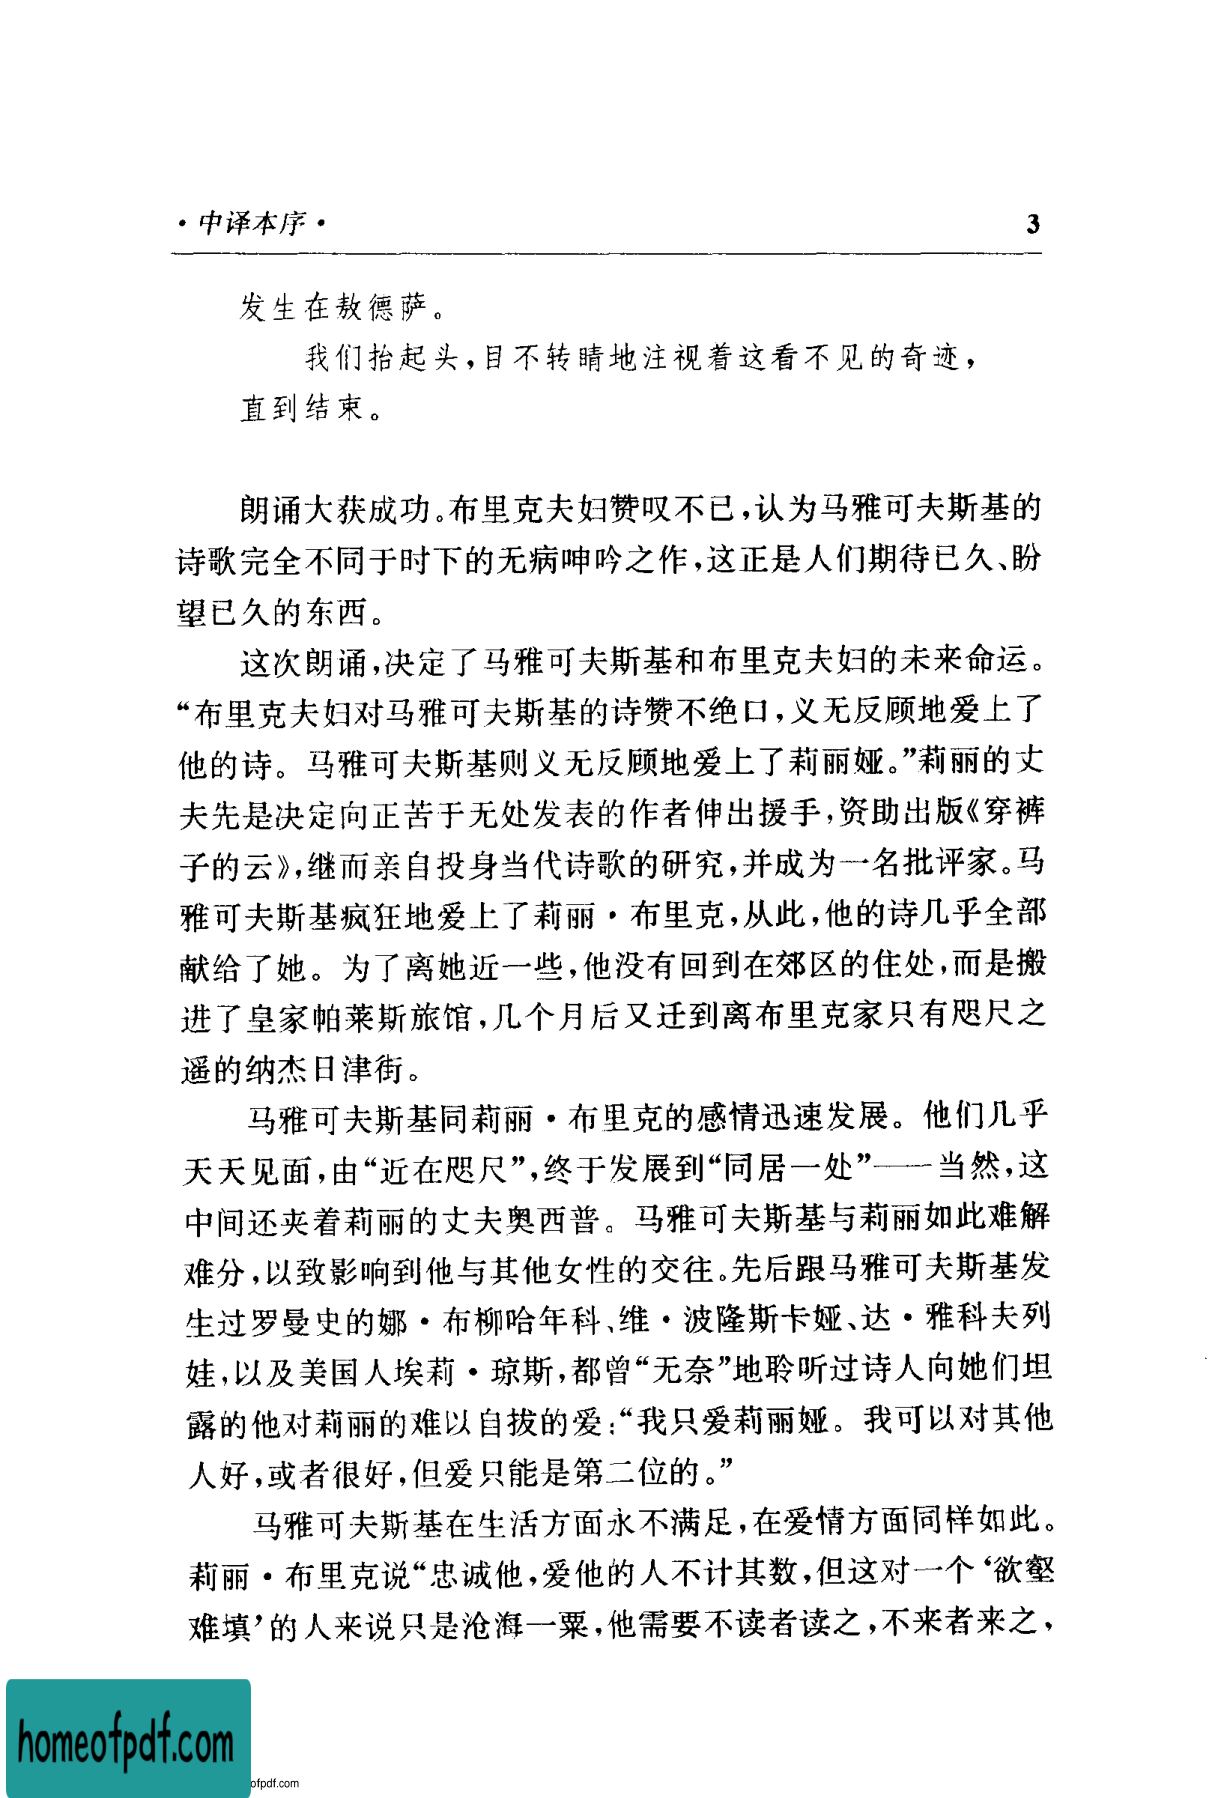 ·中译本序· 3
发生在敖德萨。
我们抬起头，目不转睛地注视着这看不见的奇迹，
直到结束。
朗诵大获成功。布里克夫妇赞叹不已，认为马雅可夫斯基的
诗歌完全不同于时下的无病呻吟之作，这正是人们期待已久、盼
望已久的东西。
这次朗诵，决定了马雅可夫斯基和布里克夫妇的未来命运。
“布里克夫妇对马雅可夫斯基的诗赞不绝口，义无反顾地爱上了
他的诗。马雅可夫斯基则义无反顾地爱上了莉丽娅。”莉丽的丈
夫先是决定向正苦于无处发表的作者伸出援手，资助出版《穿裤
子的云》，继而亲自投身当代诗歌的研究，并成为一名批评家。马
雅可夫斯基疯狂地爱上了莉丽·布里克，从此，他的诗几乎全部
献给了她。为了离她近一些，他没有回到在郊区的住处，而是搬
进了皇家帕莱斯旅馆，几个月后又迁到离布里克家只有咫尺之
遥的纳杰日津街。
马雅可夫斯基同莉丽·布里克的感情迅速发展。他们几乎
天天见面，由“近在咫尺”，终于发展到“同居一处”——当然，这
中间还夹着莉丽的丈夫奥西普。马雅可夫斯基与莉丽如此难解
难分，以致影响到他与其他女性的交往。先后跟马雅可夫斯基发
生过罗曼史的娜·布柳哈年科、维·波隆斯卡娅、达·雅科夫列
娃，以及美国人埃莉·琼斯，都曾“无奈”地聆听过诗人向她们坦
露的他对莉丽的难以自拔的爱：“我只爱莉丽娅。我可以对其他
人好，或者很好，但爱只能是第二位的。”
马雅可夫斯基在生活方面永不满足，在爱情方面同样如此。
莉丽·布里克说“忠诚他，爱他的人不计其数，但这对一个‘欲壑
难填’的人来说只是沧海一粟，他需要不读者读之，不来者来之，
homeofpdf.com
ofpdf.com